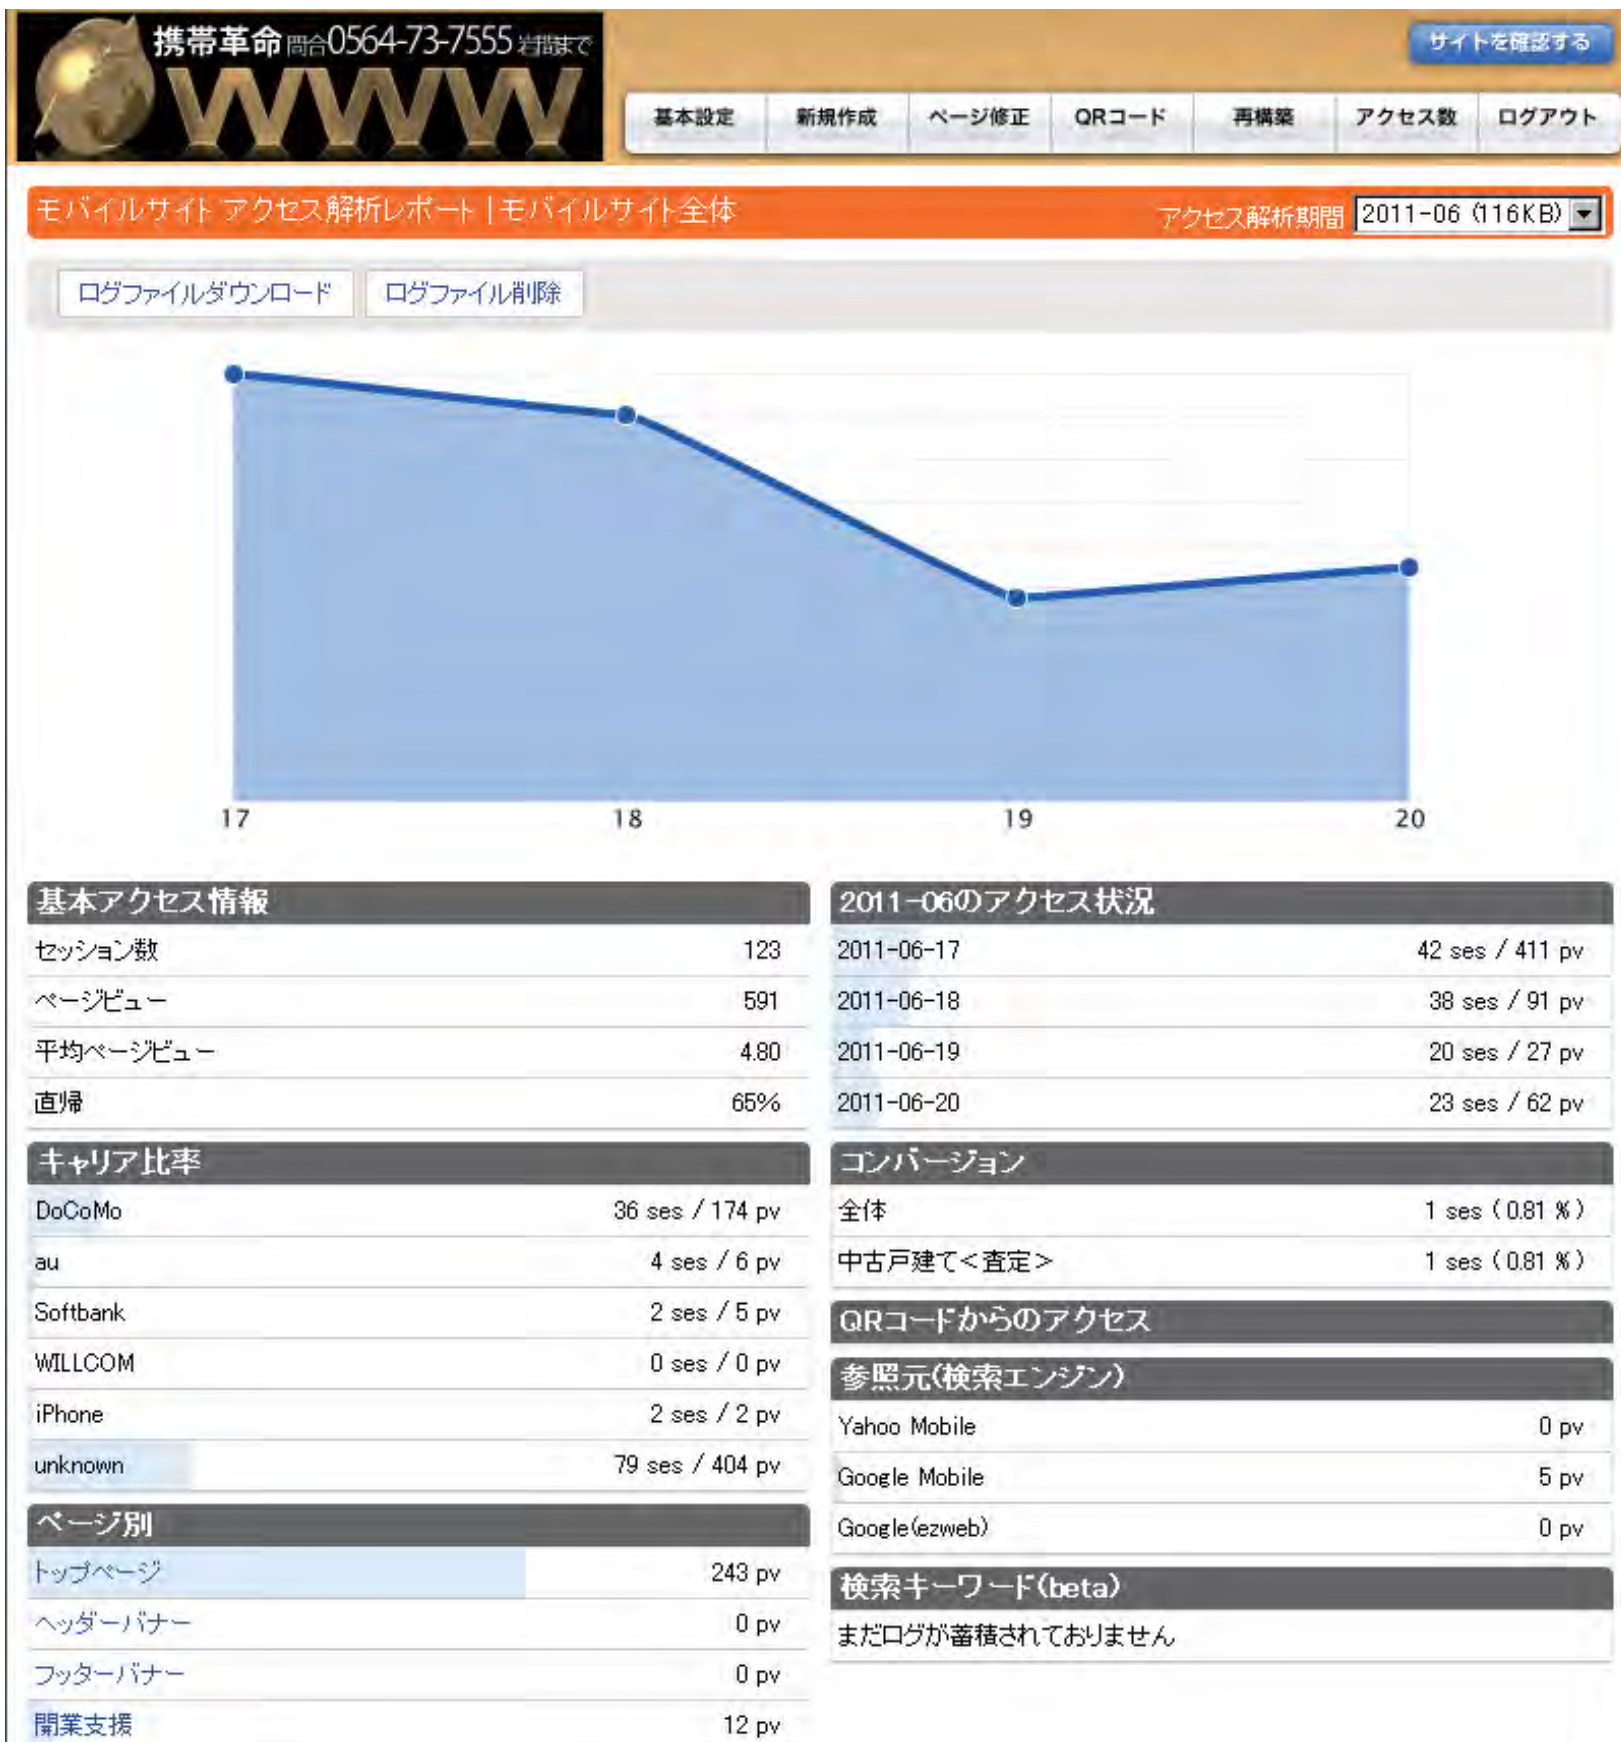 携帯革命 問合0564-73-7555 岩間まで
WWW
サイトを確認する
基本設定 新規作成 ページ修正 QRコード 再構築 アクセス数 ログアウト
モバイルサイト アクセス解析レポート | モバイルサイト全体
アクセス解析期間 2011-06 (116KB)
ログファイルダウンロード ログファイル削除
17 18 19 20
基本アクセス情報
セッション数 123
ページビュー 591
平均ページビュー 4.80
直帰 65%
キャリア比率
DoCoMo 36 ses / 174 pv
au 4 ses / 6 pv
Softbank 2 ses / 5 pv
WILLCOM 0 ses / 0 pv
iPhone 2 ses / 2 pv
unknown 79 ses / 404 pv
ページ別
トップページ 243 pv
ヘッダーバナー 0 pv
フッターバナー 0 pv
開業支援 12 pv
2011-06のアクセス状況
2011-06-17 42 ses / 411 pv
2011-06-18 38 ses / 91 pv
2011-06-19 20 ses / 27 pv
2011-06-20 23 ses / 62 pv
コンバージョン
全体 1 ses ( 0.81 % )
中古戸建て<査定> 1 ses ( 0.81 % )
QRコードからのアクセス
参照元(検索エンジン)
Yahoo Mobile 0 pv
Google Mobile 5 pv
Google(ezweb) 0 pv
検索キーワード(beta)
まだログが蓄積されておりません